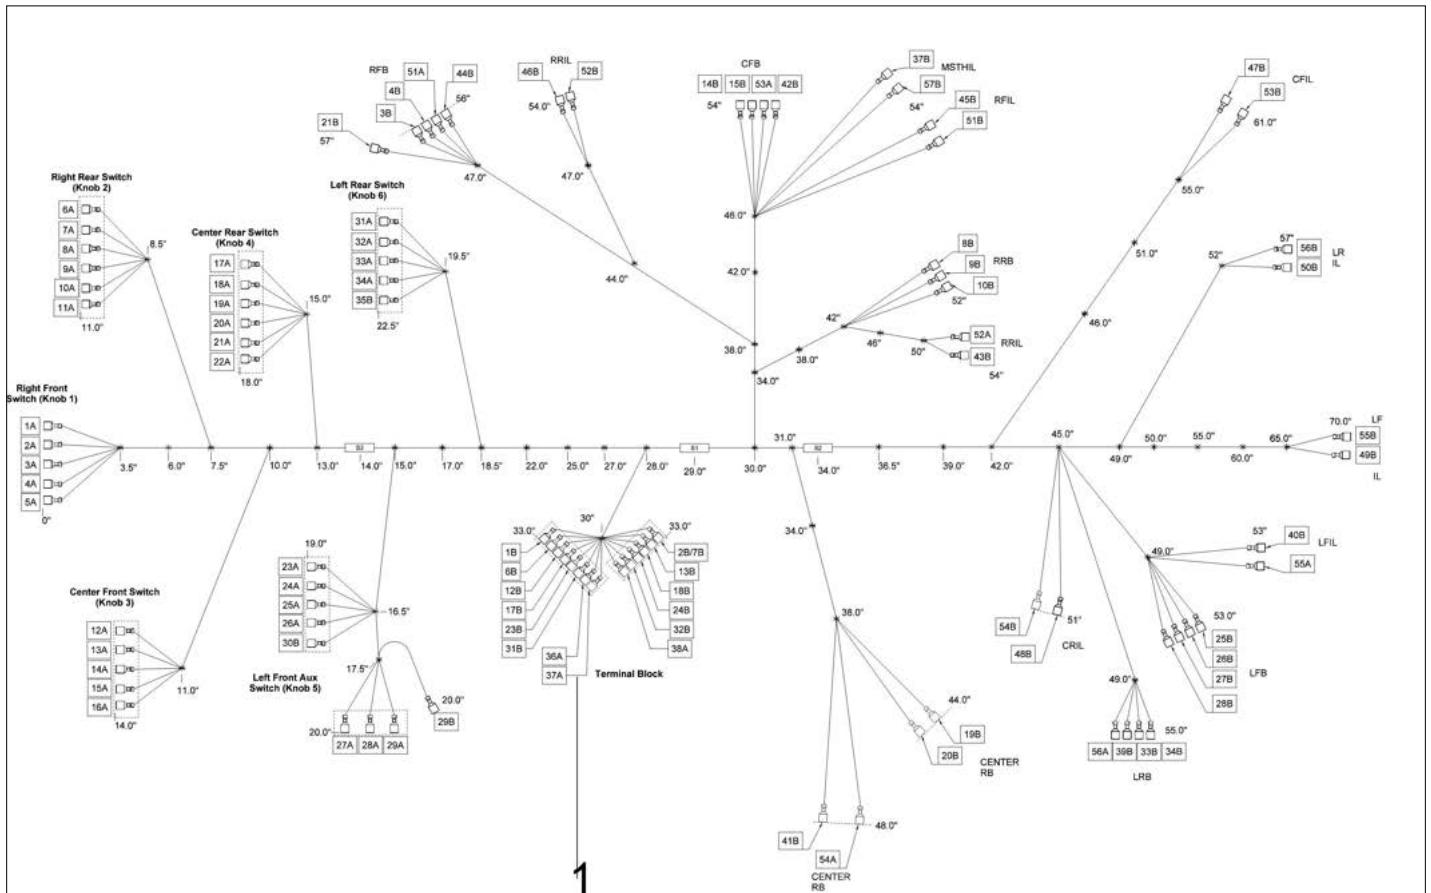 RFB
51A
44B
4B
3B
56"
21B
57"
47.0"
RRIL
46B
52B
54.0"
47.0"
44.0"
CFB
14B 15B 53A 42B
54"
37B
MSTHIL
57B
54"
45B
RFIL
51B
47B
CFIL
53B
61.0"
55.0"
51.0"
46.0"
Right Rear Switch
(Knob 2)
6A
7A
8A
9A
10A
11A
8.5"
11.0"
Center Rear Switch
(Knob 4)
17A
18A
19A
20A
21A
22A
15.0"
18.0"
Left Rear Switch
(Knob 6)
31A
32A
33A
34A
35B
19.5"
22.5"
46.0"
42.0"
38.0"
34.0"
8B
9B
RRB
10B
52"
42"
38.0"
46"
50"
52A
RRIL
43B
54"
57"
52"
56B
LR
50B
IL
Right Front
Switch (Knob 1)
1A
2A
3A
4A
5A
0"
3.5" 6.0" 7.5" 10.0" 13.0" 14.0" 15.0" 17.0" 18.5" 22.0" 25.0" 27.0" 28.0" 29.0" 30.0" 31.0" 34.0" 36.5" 39.0" 42.0" 45.0" 49.0" 50.0" 55.0" 60.0" 65.0" 70.0"
LF
55B
49B
IL
Center Front Switch
(Knob 3)
12A
13A
14A
15A
16A
11.0"
14.0"
19.0"
23A
24A
25A
26A
30B
16.5"
17.5"
Left Front Aux
Switch (Knob 5)
20.0"
27A 28A 29A
20.0"
29B
30"
33.0"
33.0"
1B
6B
12B
17B
23B
31B
36A
37A
2B/7B
13B
18B
24B
32B
38A
Terminal Block
1
34.0"
38.0"
44.0"
19B
20B
CENTER
RB
41B
54A
48.0"
CENTER
RB
54B
48B
51"
CRIL
49.0"
53"
40B
LFIL
55A
53.0"
25B
26B
27B
28B
LFB
49.0"
55.0"
56A 39B 33B 34B
LRB